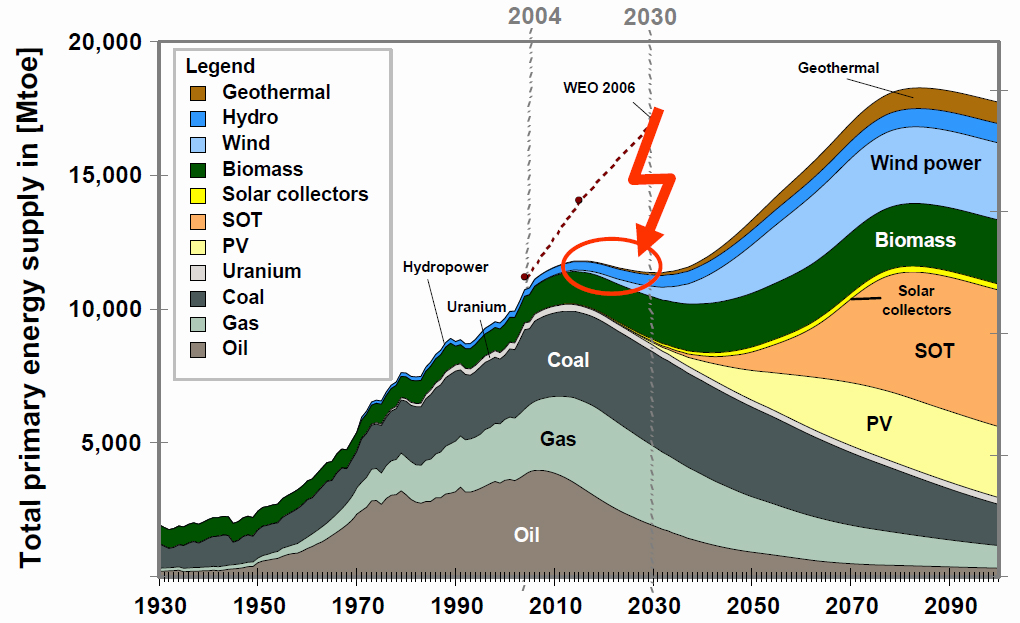 2004 2030
Total primary energy supply in [Mtoe]
20,000
15,000
10,000
5,000
Legend
Geothermal
Hydro
Wind
Biomass
Solar collectors
SOT
PV
Uranium
Coal
Gas
Oil
WEO 2006
Geothermal
Wind power
Biomass
Hydropower
Uranium
Solar
collectors
SOT
Coal
PV
Gas
Oil
1930 1950 1970 1990 2010 2030 2050 2070 2090